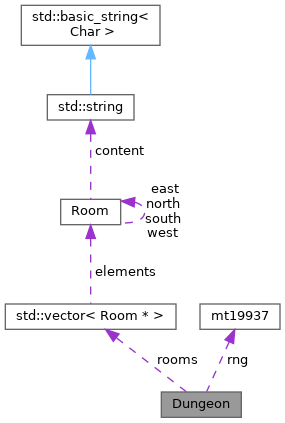 std::basic_string<
Char >
std::string
content
Room
east
north
south
west
elements
std::vector< Room * >
mt19937
rooms
rng
Dungeon